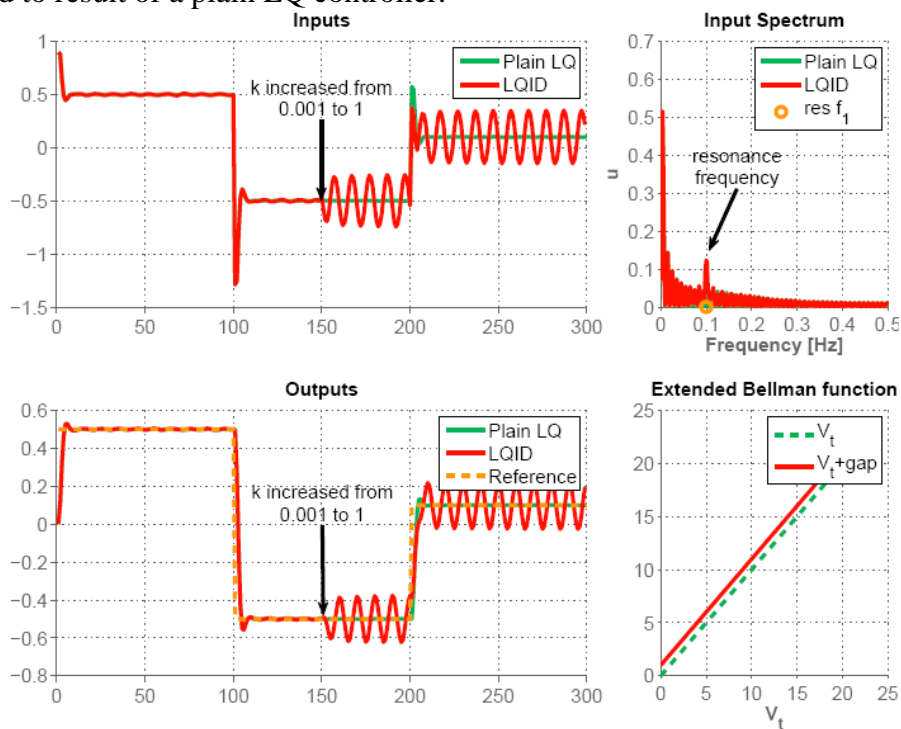 d to result of a plain LQ controller.
Inputs
1
0.5
0
−0.5
−1
−1.5
0 50 100 150 200 250 300
k increased from
0.001 to 1
Plain LQ
LQID
Input Spectrum
0.7
0.6
0.5
0.4
0.3
0.2
0.1
0
u
0 0.1 0.2 0.3 0.4 0.5
Frequency [Hz]
Plain LQ
LQID
res f1
resonance
frequency
Outputs
0.6
0.4
0.2
0
−0.2
−0.4
−0.6
−0.8
0 50 100 150 200 250 300
k increased from
0.001 to 1
Plain LQ
LQID
Reference
Extended Bellman function
25
20
15
10
5
0
0 5 10 15 20 25
Vt
Vt
Vt+gap